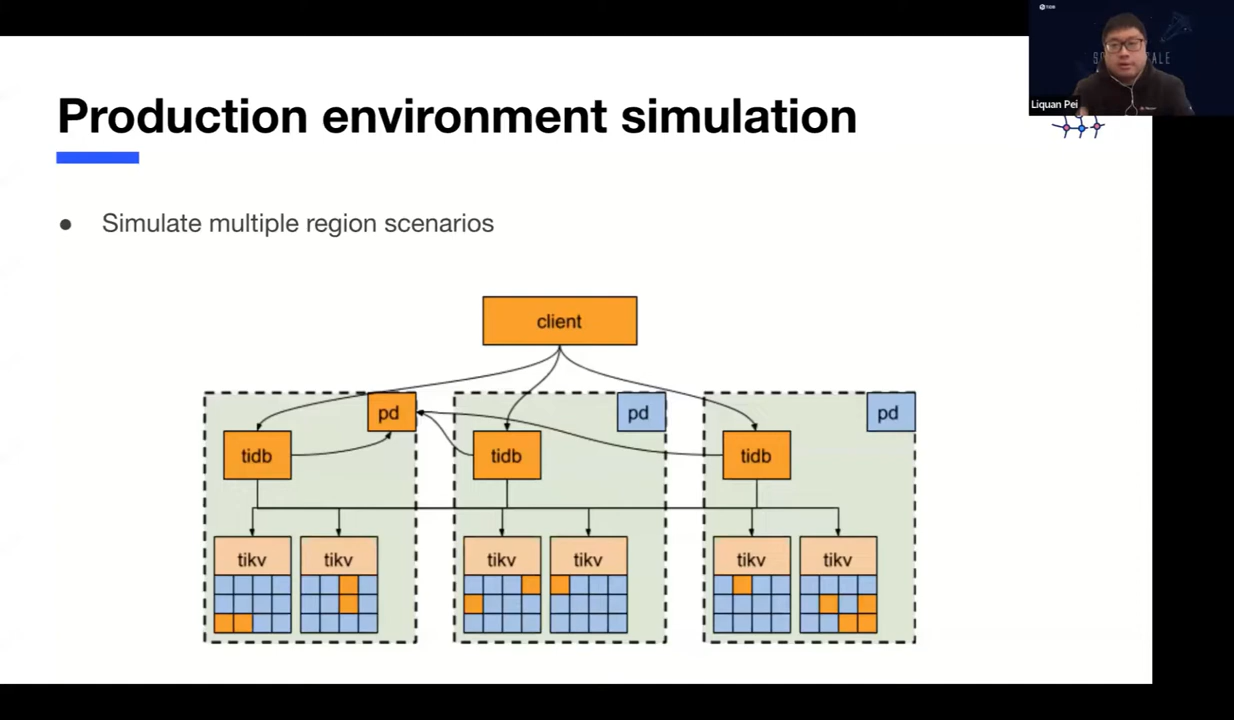 Production environment simulation
Liquan Pei
● Simulate multiple region scenarios
client
pd
pd
pd
tidb
tidb
tidb
tikv
tikv
tikv
tikv
tikv
tikv